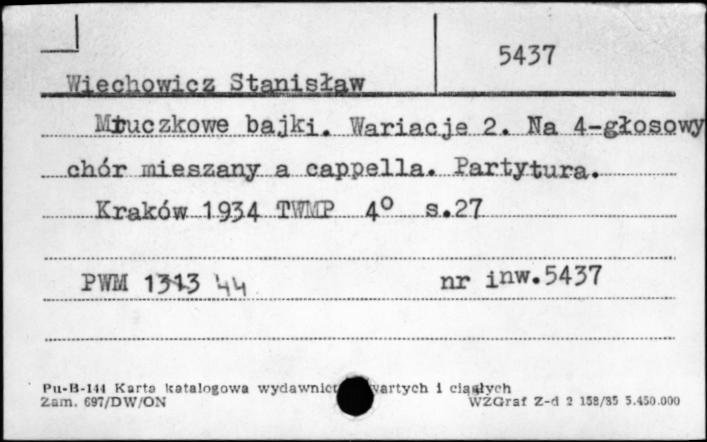 5437
Wiechowicz Stanisław
Mruczkowe bajki. Wariacje 2. Na 4-głosowy
chór mieszany a cappella. Partytura.
Kraków 1934 TWMP 4° s.27
PWM 1313 44 nr inw.5437
Pu-B-144 Karta katalogowa wydawnict wartych i ciągłych
Zam. 697/DW/ON WZGraf Z-d 2 158/85 5.450.000